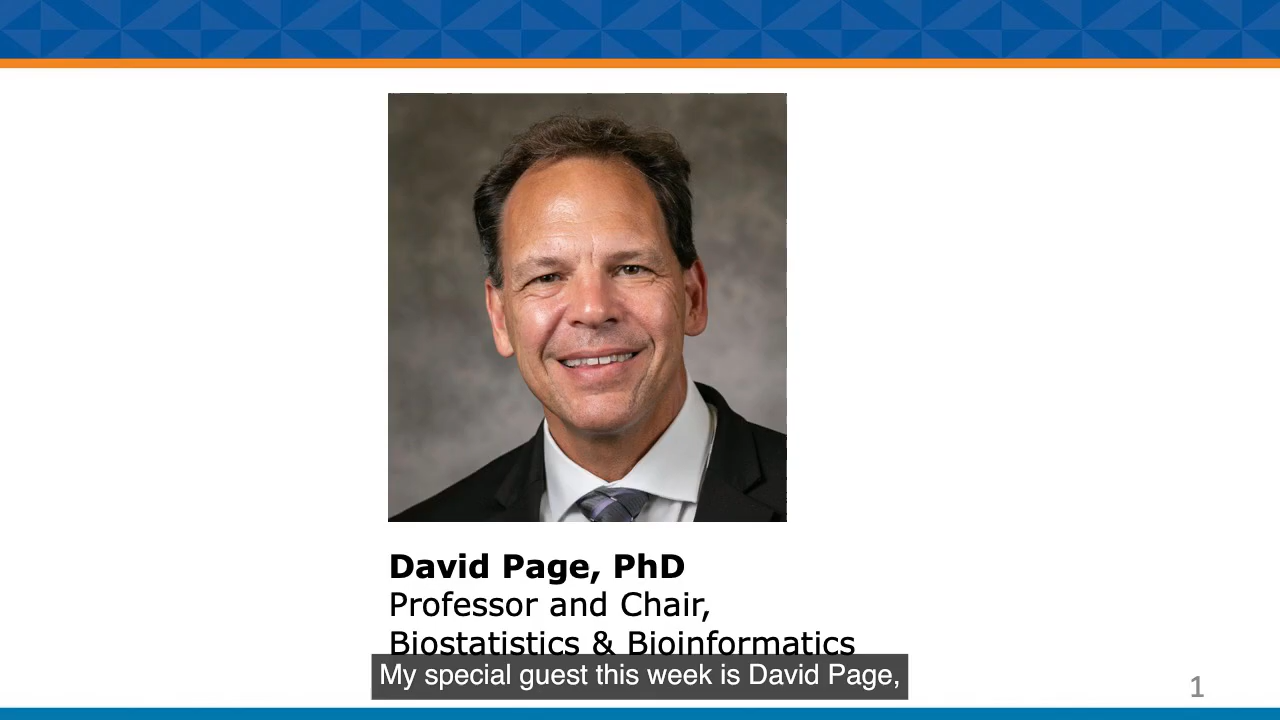 David Page, PhD
Professor and Chair,
Biostatistics & Bioinformatics
My special guest this week is David Page,
1